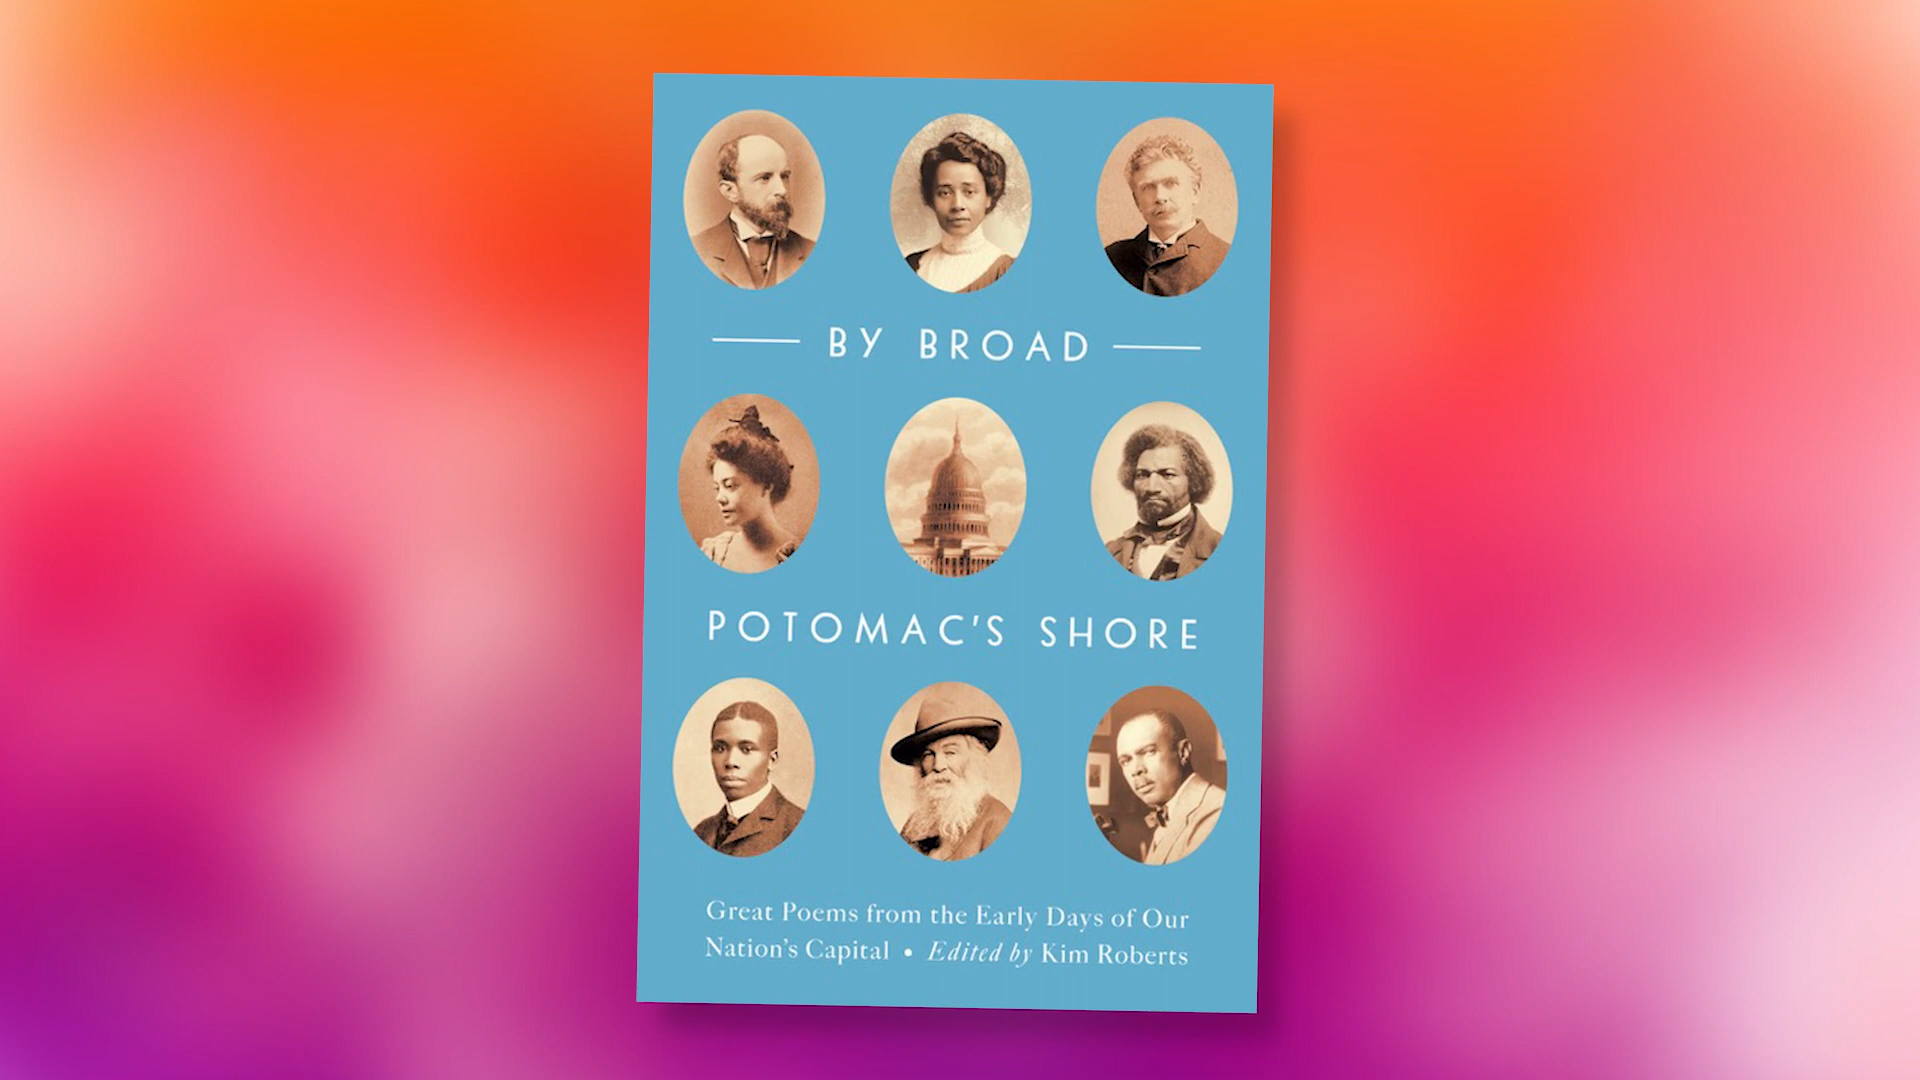 BY BROAD
POTOMAC'S SHORE
Great Poems from the Early Days of Our
Nation's Capital • Edited by Kim Roberts